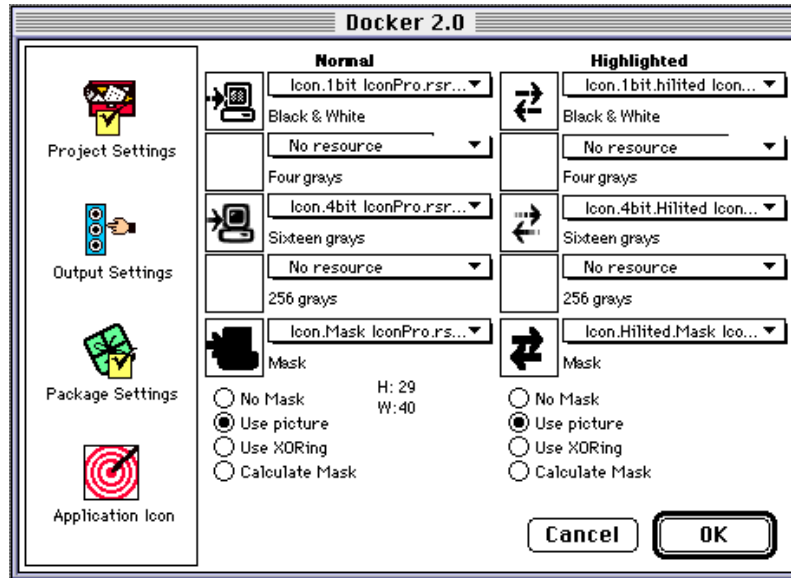 Docker 2.0
Project Settings
Output Settings
Package Settings
Application Icon
Normal
Icon.1bit IconPro.rsr...
Black & White
No resource
Four grays
Icon.4bit IconPro.rsr...
Sixteen grays
No resource
256 grays
Icon.Mask IconPro.rs...
Mask
No Mask
Use picture
Use XORing
Calculate Mask
H: 29
W:40
Highlighted
Icon.1bit.hilited Icon...
Black & White
No resource
Four grays
Icon.4bit.Hilited Icon...
Sixteen grays
No resource
256 grays
Icon.Hilited.Mask Ico...
Mask
No Mask
Use picture
Use XORing
Calculate Mask
Cancel
OK